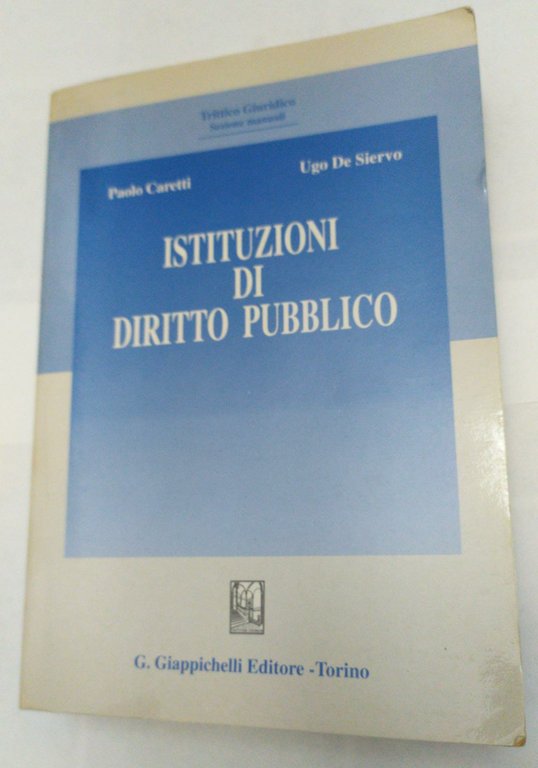 Trittico Giuridico
Sezione manuali
Paolo Caretti
Ugo De Siervo
ISTITUZIONI
DI
DIRITTO PUBBLICO
G. Giappichelli Editore -Torino